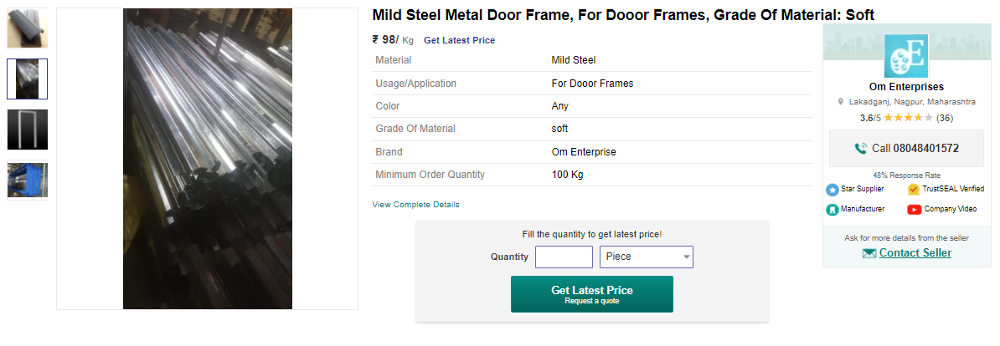 Mild Steel Metal Door Frame, For Dooor Frames, Grade Of Material: Soft
₹ 98/ Kg Get Latest Price
Material Mild Steel
Usage/Application For Dooor Frames
Color Any
Grade Of Material soft
Brand Om Enterprise
Minimum Order Quantity 100 Kg
View Complete Details
Fill the quantity to get latest price!
Quantity Piece
Get Latest Price
Request a quote
E
Om Enterprises
Lakadganj, Nagpur, Maharashtra
3.6/5 ★★★★★ (36)
Call 08048401572
48% Response Rate
Star Supplier TrustSEAL Verified
Manufacturer Company Video
Ask for more details from the seller
Contact Seller